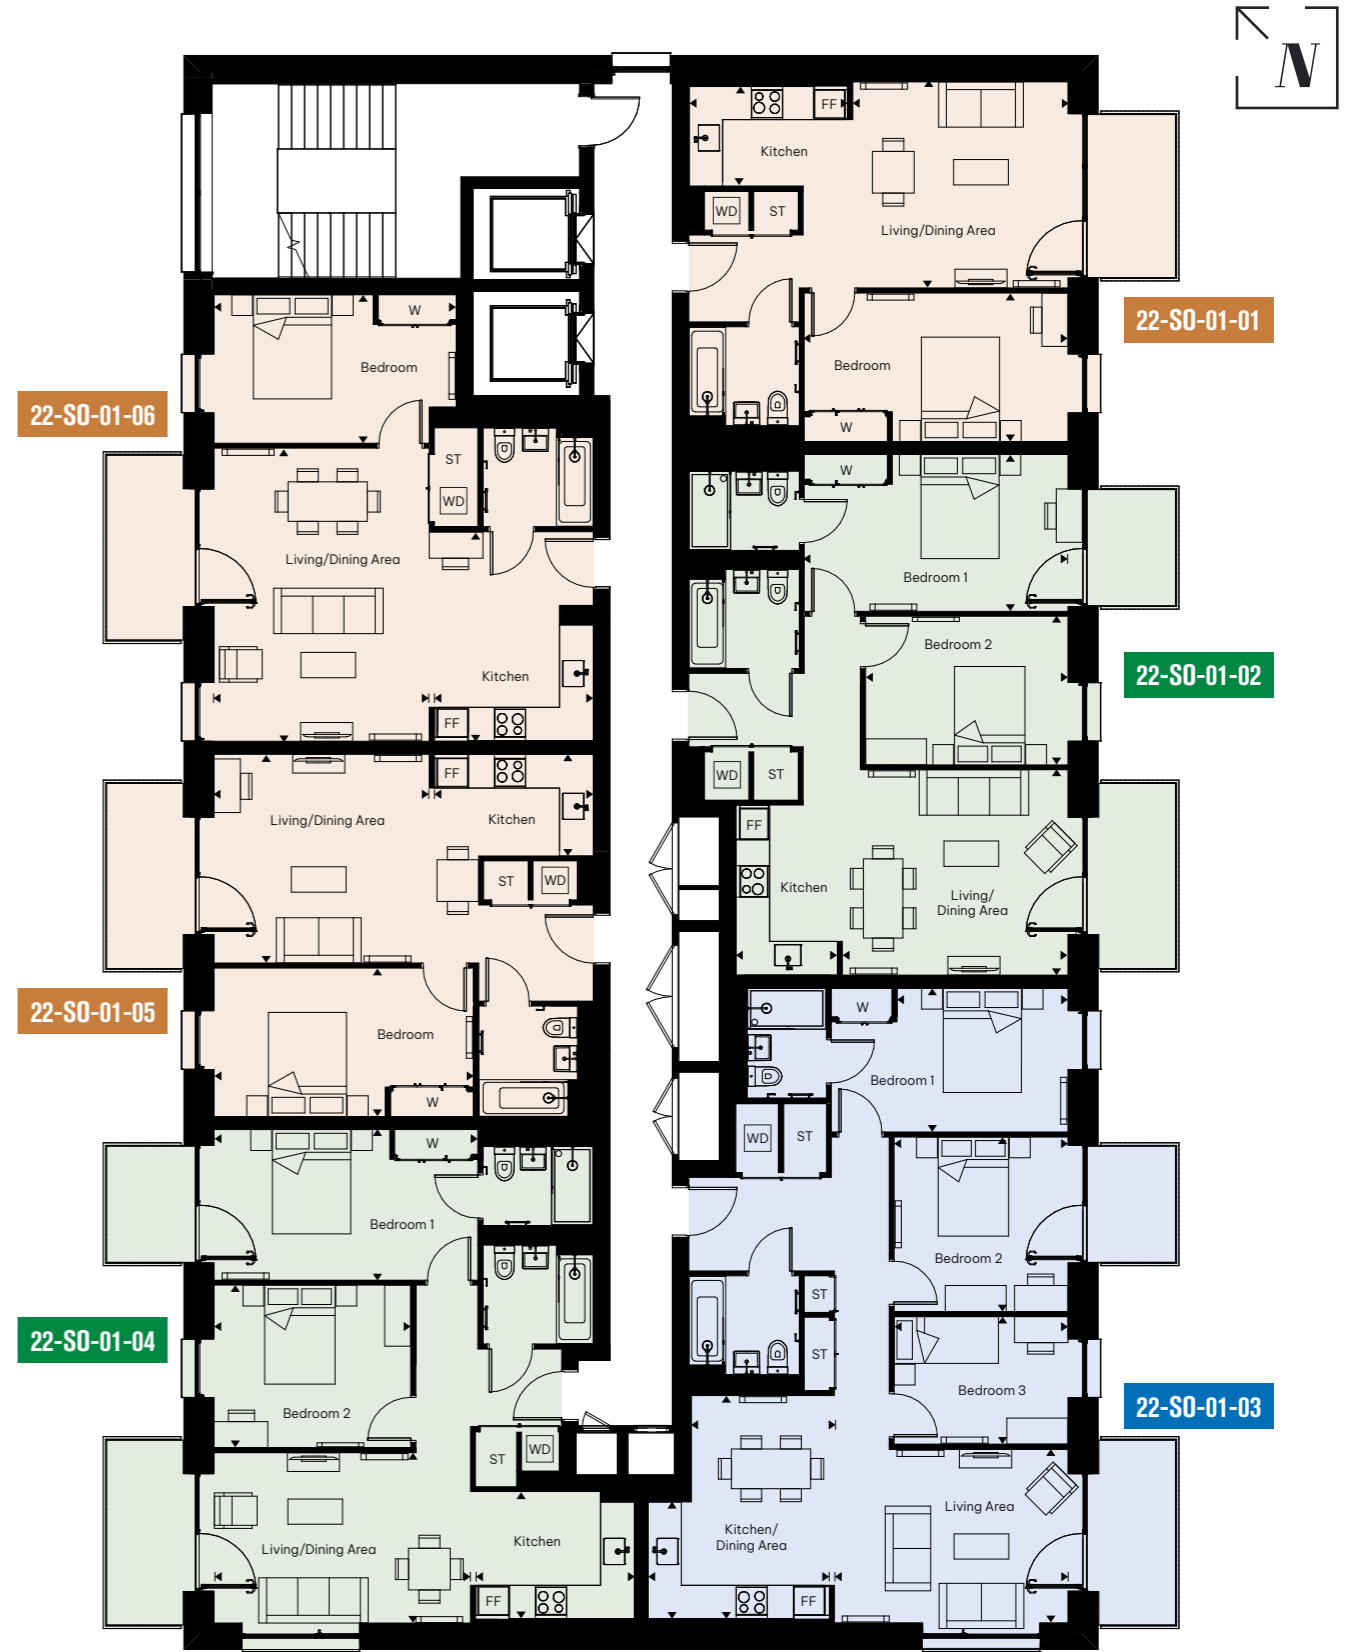 N
Kitchen
FF
WD
ST
Living/Dining Area
22-SO-01-01
Bedroom
W
W
Bedroom
22-SO-01-06
ST
WD
Living/Dining Area
Kitchen
FF
W
Bedroom 1
Bedroom 2
22-SO-01-02
WD
ST
FF
Kitchen
Living/
Dining Area
FF
Living/Dining Area
Kitchen
ST
WD
22-SO-01-05
Bedroom
W
W
Bedroom 1
WD
ST
Bedroom 2
ST
ST
Bedroom 3
22-SO-01-03
Living Area
Kitchen/
Dining Area
FF
W
Bedroom 1
22-SO-01-04
Bedroom 2
ST
WD
Living/Dining Area
Kitchen
FF